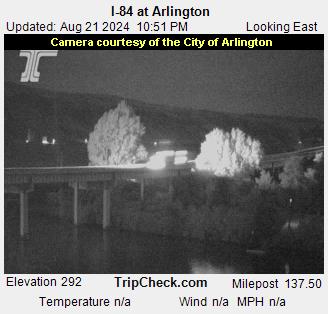 I-84 at Arlington
Updated: Aug 21 2024 10:51 PM Looking East
Camera courtesy of the City of Arlington
Elevation 292 TripCheck.com Milepost 137.50
Temperature n/a Wind n/a MPH n/a